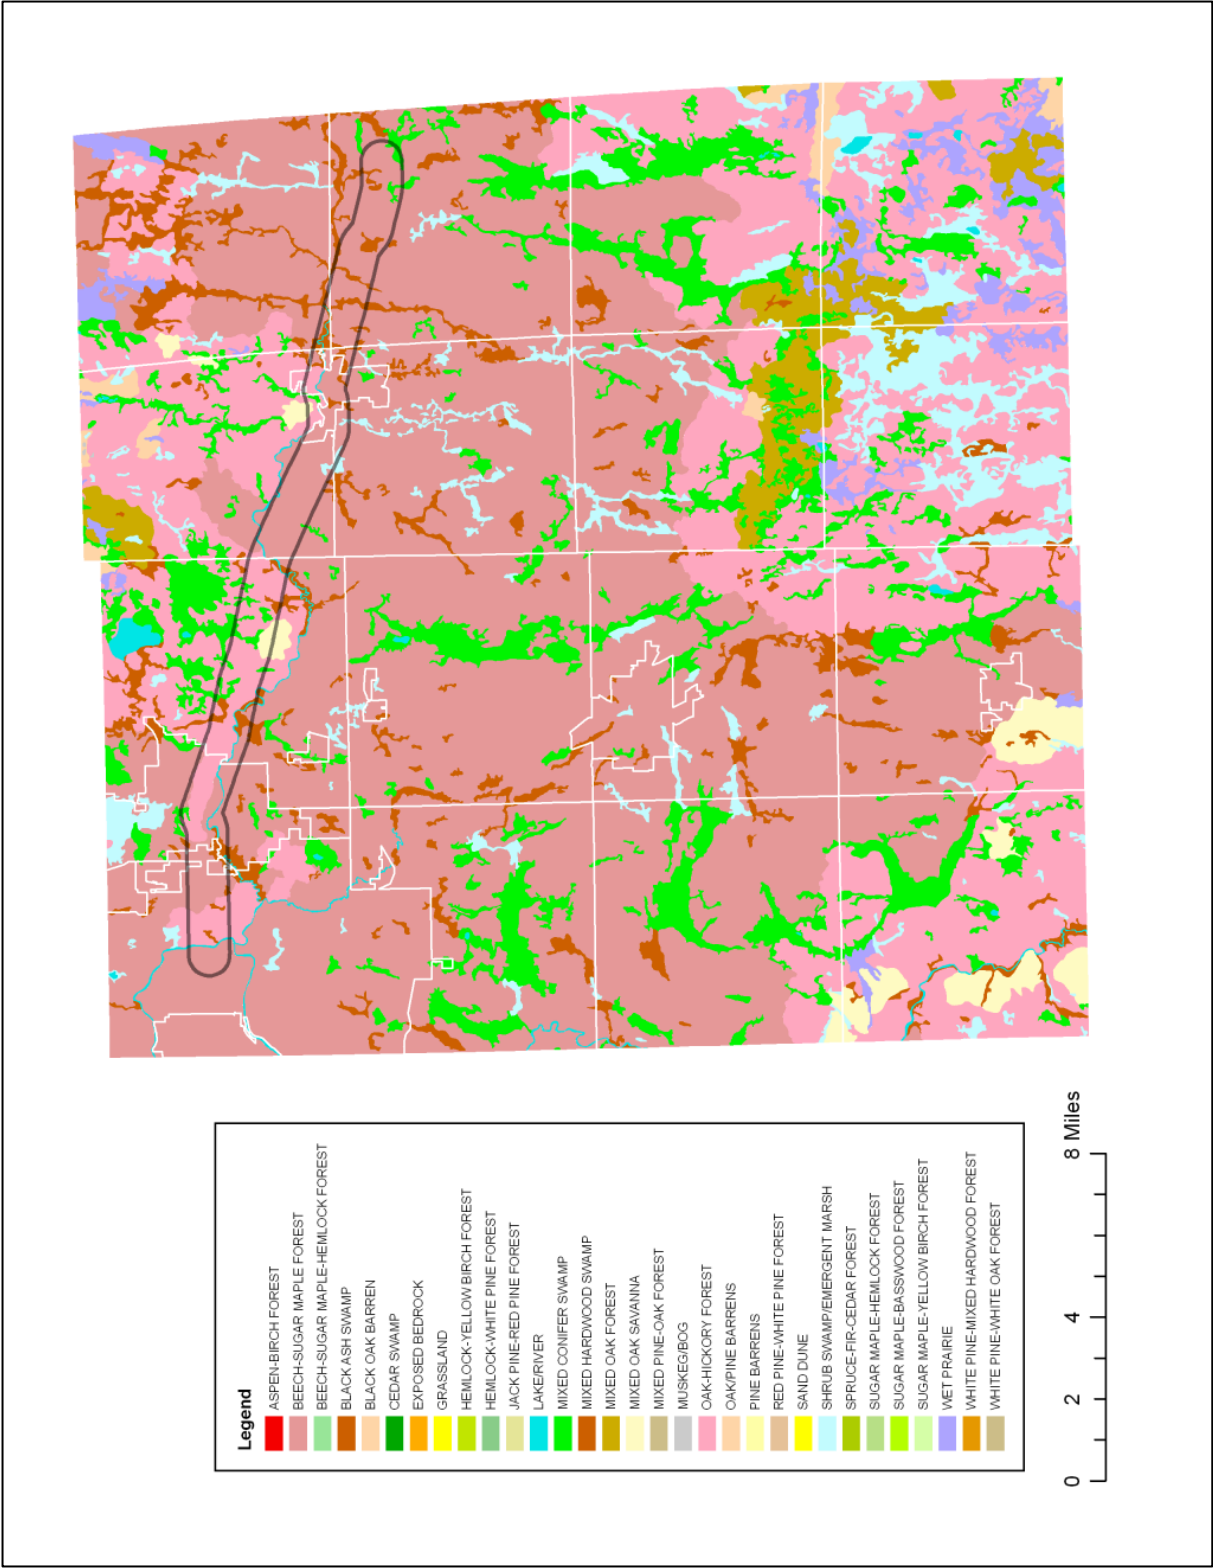 Legend
ASPEN-BIRCH FOREST
BEECH-SUGAR MAPLE FOREST
BEECH-SUGAR MAPLE-HEMLOCK FOREST
BLACK ASH SWAMP
BLACK OAK BARREN
CEDAR SWAMP
EXPOSED BEDROCK
GRASSLAND
HEMLOCK-YELLOW BIRCH FOREST
HEMLOCK-WHITE PINE FOREST
JACK PINE-RED PINE FOREST
LAKE/RIVER
MIXED CONIFER SWAMP
MIXED HARDWOOD SWAMP
MIXED OAK FOREST
MIXED OAK SAVANNA
MIXED PINE-OAK FOREST
MUSKEG/BOG
OAK-HICKORY FOREST
OAK/PINE BARRENS
PINE BARRENS
RED PINE-WHITE PINE FOREST
SAND DUNE
SHRUB SWAMP/EMERGENT MARSH
SPRUCE-FIR-CEDAR FOREST
SUGAR MAPLE-HEMLOCK FOREST
SUGAR MAPLE-BASSWOOD FOREST
SUGAR MAPLE-YELLOW BIRCH FOREST
WET PRAIRIE
WHITE PINE-MIXED HARDWOOD FOREST
WHITE PINE-WHITE OAK FOREST
0 2 4 8 Miles